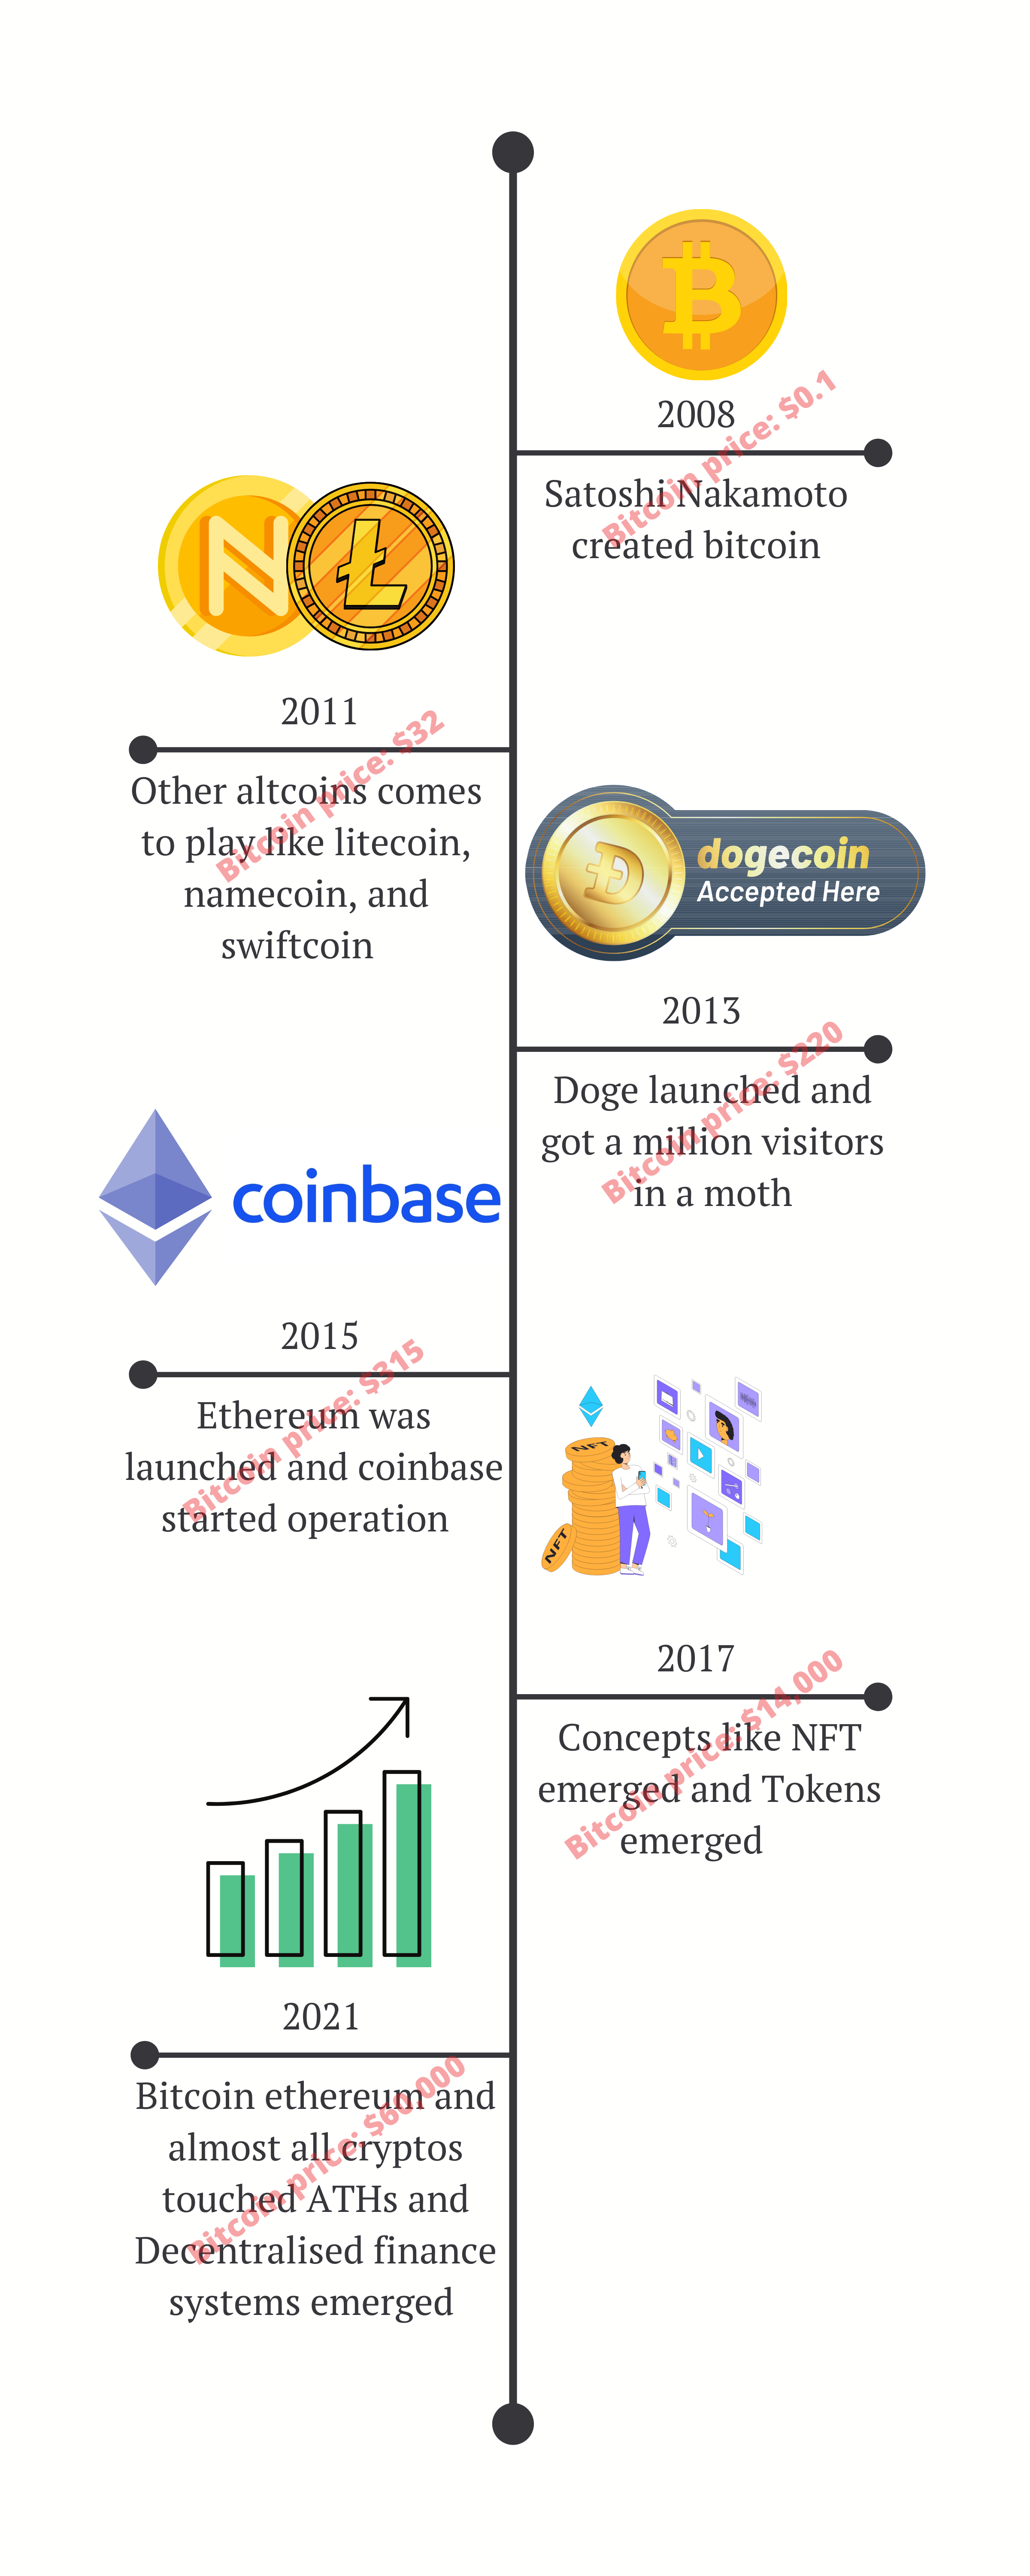 2008
Bitcoin price: $0.1
Satoshi Nakamoto
created bitcoin
2011
Bitcoin price: $32
Other altcoins comes
to play like litecoin,
namecoin, and
swiftcoin
dogecoin
Accepted Here
2013
Bitcoin price: $220
Doge launched and
got a million visitors
in a moth
coinbase
2015
Bitcoin price: $315
Ethereum was
launched and coinbase
started operation
NFT
NFT
2017
Bitcoin price: $14,000
Concepts like NFT
emerged and Tokens
emerged
2021
Bitcoin price: $60,000
Bitcoin ethereum and
almost all cryptos
touched ATHs and
Decentralised finance
systems emerged